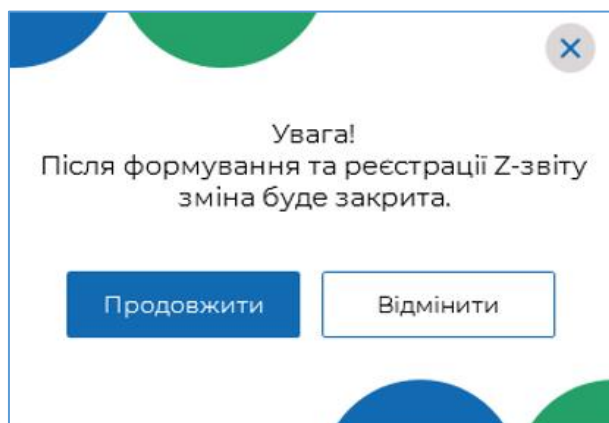 Увага!
Після формування та реєстрації Z-звіту
зміна буде закрита.
Продовжити
Відмінити